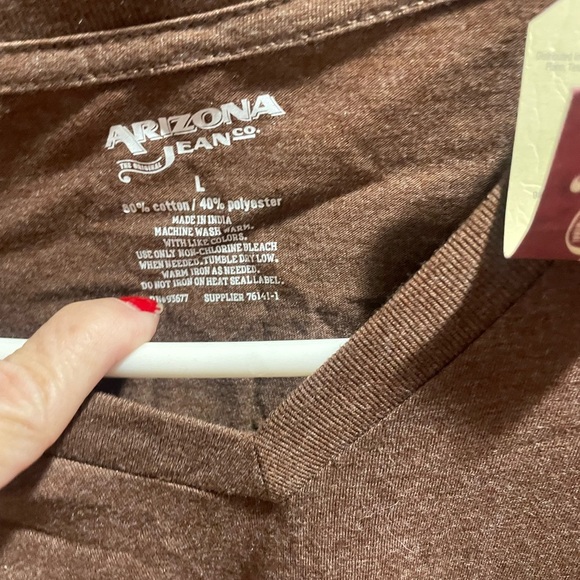 ARIZONA
JEAN CO.
THE ORIGINAL
L
60% cotton / 40% polyester
MADE IN INDIA
MACHINE WASH WARM.
WITH LIKE COLORS.
USE ONLY NON-CHLORINE BLEACH
WHEN NEEDED. TUMBLE DRY LOW.
WARM IRON AS NEEDED.
DO NOT IRON ON HEAT SEAL LABEL.
RN#93677 SUPPLIER 76141-1